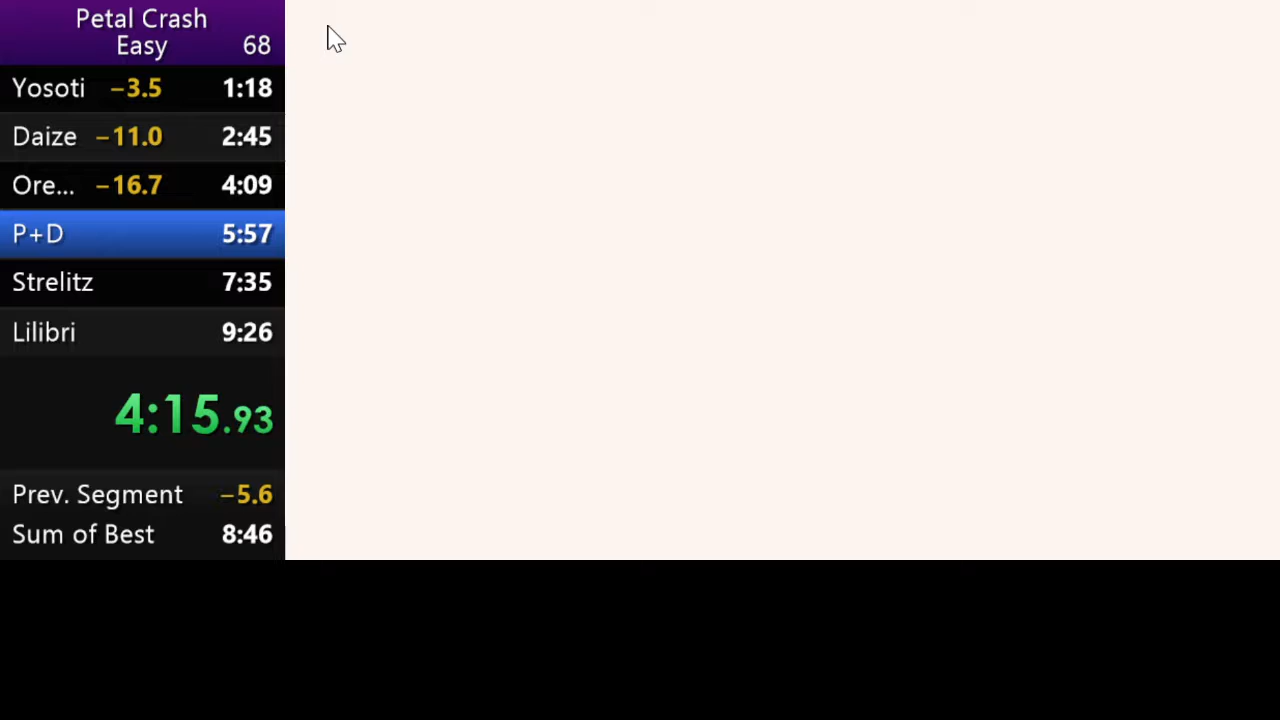 Petal Crash
Easy 68
Yosoti −3.5 1:18
Daize −11.0 2:45
Ore... −16.7 4:09
P+D 5:57
Strelitz 7:35
Lilibri 9:26
4:15.93
Prev. Segment −5.6
Sum of Best 8:46